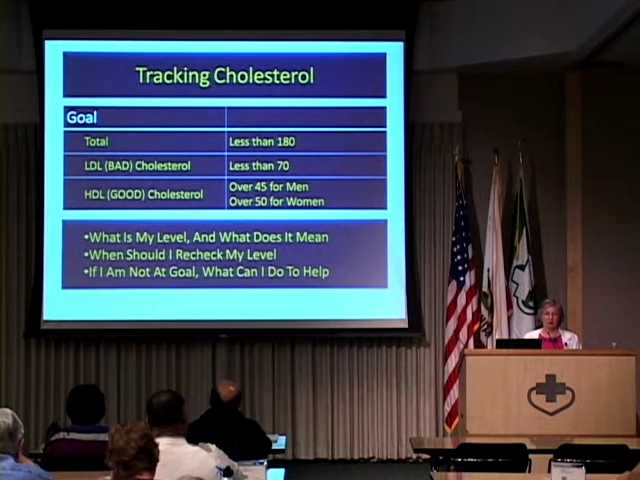 Tracking Cholesterol
Goal
Total Less than 180
LDL (BAD) Cholesterol Less than 70
HDL (GOOD) Cholesterol Over 45 for Men
Over 50 for Women
•What Is My Level, And What Does It Mean
•When Should I Recheck My Level
•If I Am Not At Goal, What Can I Do To Help